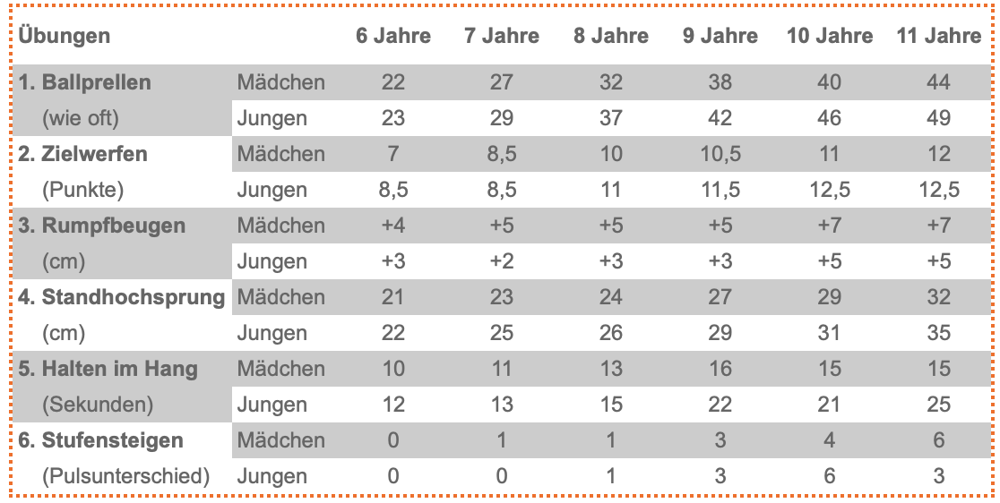 Übungen 6 Jahre 7 Jahre 8 Jahre 9 Jahre 10 Jahre 11 Jahre
1. Ballprellen Mädchen 22 27 32 38 40 44
(wie oft) Jungen 23 29 37 42 46 49
2. Zielwerfen Mädchen 7 8,5 10 10,5 11 12
(Punkte) Jungen 8,5 8,5 11 11,5 12,5 12,5
3. Rumpfbeugen Mädchen +4 +5 +5 +5 +7 +7
(cm) Jungen +3 +2 +3 +3 +5 +5
4. Standhochsprung Mädchen 21 23 24 27 29 32
(cm) Jungen 22 25 26 29 31 35
5. Halten im Hang Mädchen 10 11 13 16 15 15
(Sekunden) Jungen 12 13 15 22 21 25
6. Stufensteigen Mädchen 0 1 1 3 4 6
(Pulsunterschied) Jungen 0 0 1 3 6 3